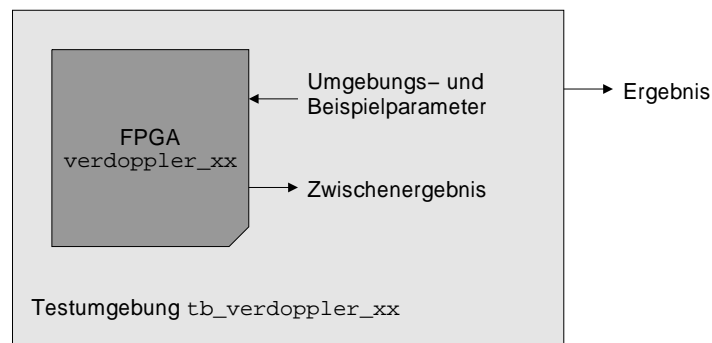 FPGA
verdoppler_xx
Umgebungs− und
Beispielparameter
Zwischenergebnis
Ergebnis
Testumgebung tb_verdoppler_xx